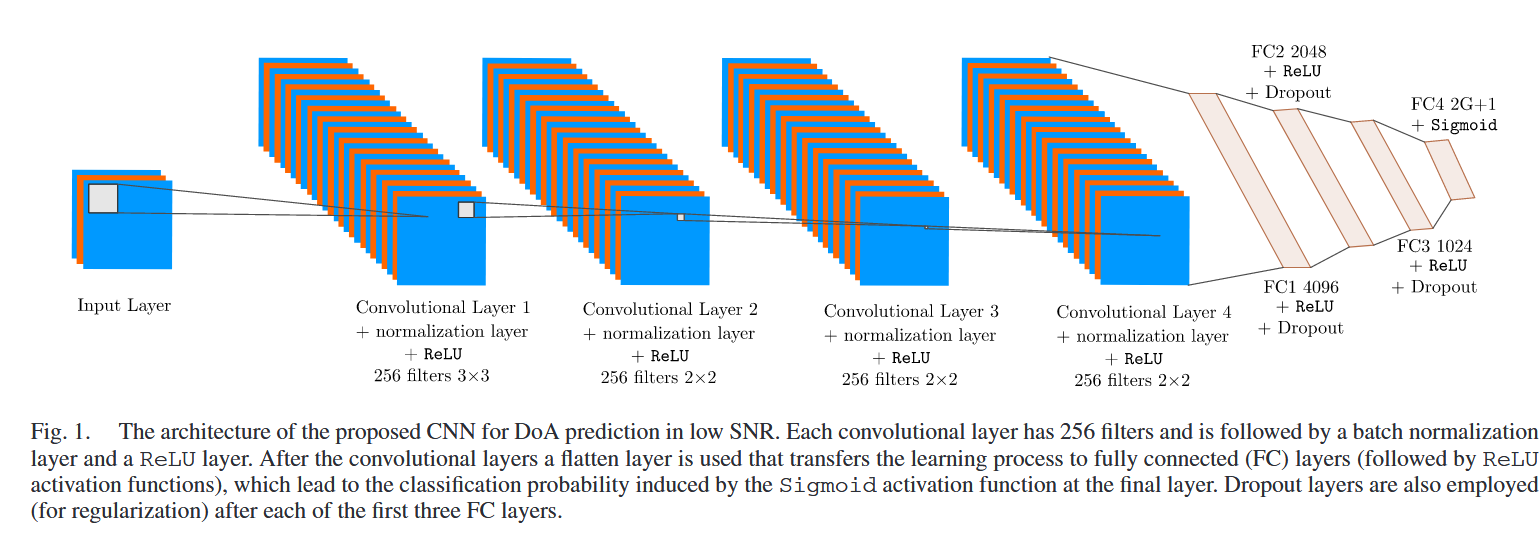 FC2 2048
+ ReLU
+ Dropout
FC4 2G+1
+ Sigmoid
FC3 1024
+ ReLU
+ Dropout
FC1 4096
+ ReLU
+ Dropout
Input Layer
Convolutional Layer 1
+ normalization layer
+ ReLU
256 filters 3×3
Convolutional Layer 2
+ normalization layer
+ ReLU
256 filters 2×2
Convolutional Layer 3
+ normalization layer
+ ReLU
256 filters 2×2
Convolutional Layer 4
+ normalization layer
+ ReLU
256 filters 2×2
Fig. 1. The architecture of the proposed CNN for DoA prediction in low SNR. Each convolutional layer has 256 filters and is followed by a batch normalization
layer and a ReLU layer. After the convolutional layers a flatten layer is used that transfers the learning process to fully connected (FC) layers (followed by ReLU
activation functions), which lead to the classification probability induced by the Sigmoid activation function at the final layer. Dropout layers are also employed
(for regularization) after each of the first three FC layers.